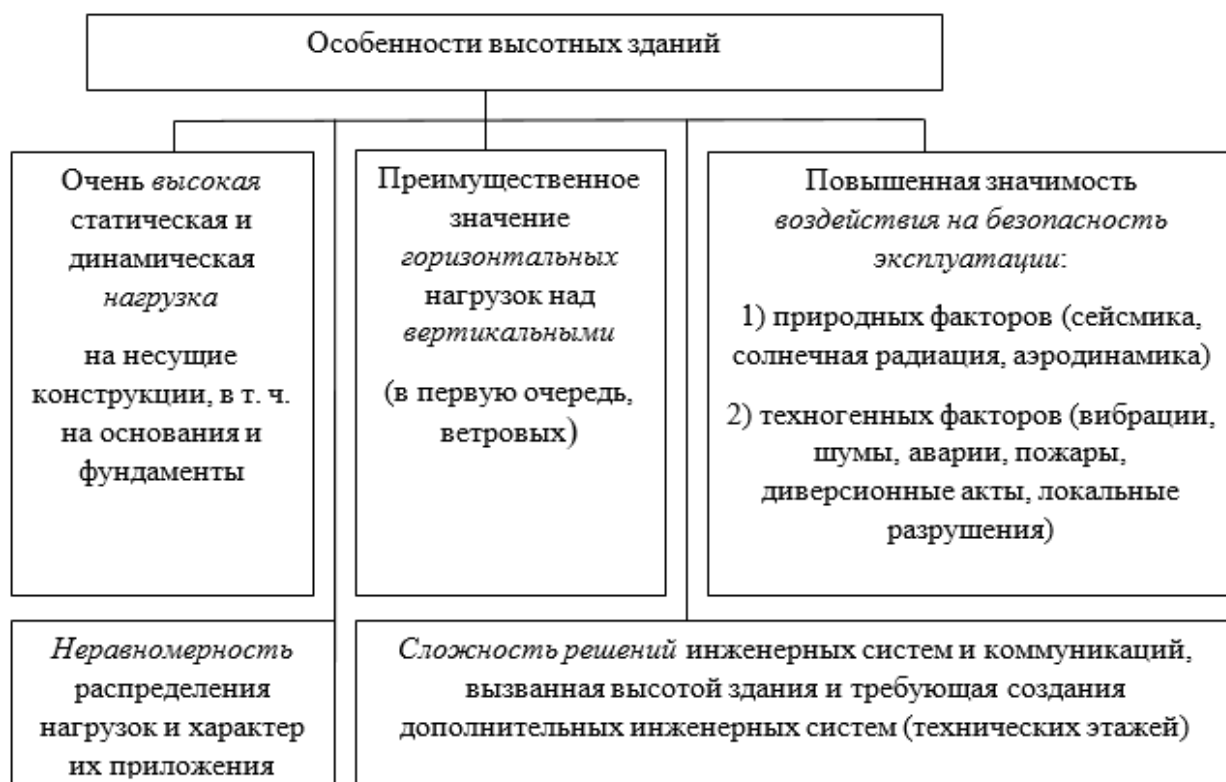 Особенности высотных зданий
Очень высокая
статическая и
динамическая
нагрузка
на несущие
конструкции, в т. ч.
на основания и
фундаменты
Преимущественное
значение
горизонтальных
нагрузок над
вертикальными
(в первую очередь,
ветровых)
Повышенная значимость
воздействия на безопасность
эксплуатации:
1) природных факторов (сейсмика,
солнечная радиация, аэродинамика)
2) техногенных факторов (вибрации,
шумы, аварии, пожары,
диверсионные акты, локальные
разрушения)
Неравномерность
распределения
нагрузок и характер
их приложения
Сложность решений инженерных систем и коммуникаций,
вызванная высотой здания и требующая создания
дополнительных инженерных систем (технических этажей)